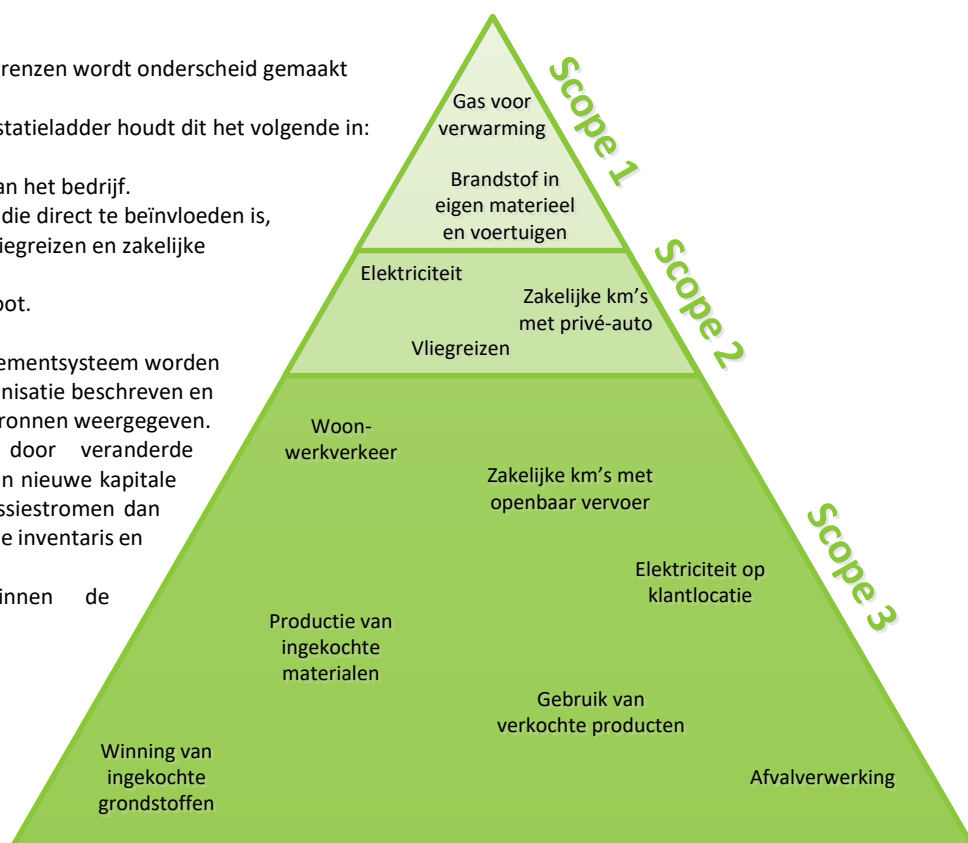 grenzen wordt onderscheid gemaakt
statieladder houdt dit het volgende in:
an het bedrijf.
die direct te beïnvloeden is,
iegreizen en zakelijke
oot.
ementsysteem worden
nisatie beschreven en
ronnen weergegeven.
door veranderde
n nieuwe kapitale
ssiestromen dan
e inventaris en
innen de
Scope 1
Gas voor
verwarming
Brandstof in
eigen materieel
en voertuigen
Scope 2
Elektriciteit
Zakelijke km's
met privé-auto
Vliegreizen
Scope 3
Woon-
werkverkeer
Zakelijke km's met
openbaar vervoer
Elektriciteit op
klantlocatie
Productie van
ingekochte
materialen
Gebruik van
verkochte producten
Winning van
ingekochte
grondstoffen
Afvalverwerking